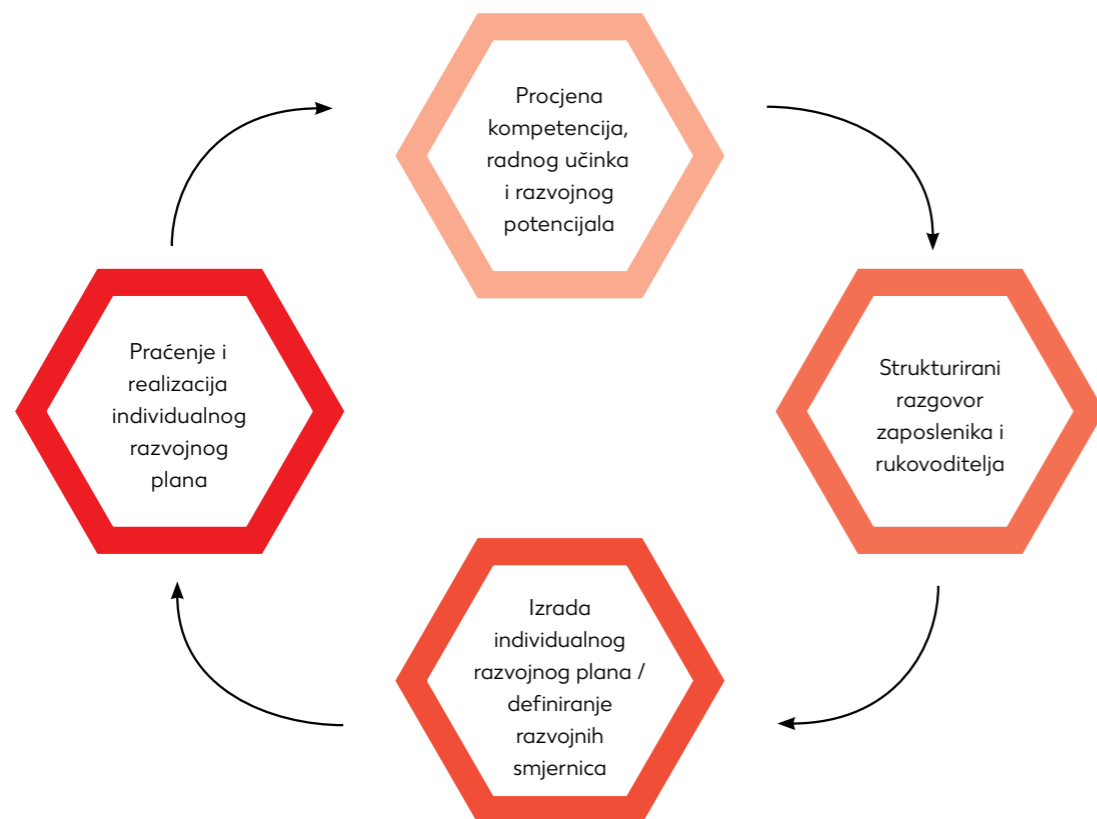 Procjena
kompetencija,
radnog učinka
i razvojnog
potencijala
Strukturirani
razgovor
zaposlenika i
rukovoditelja
Izrada
individualnog
razvojnog plana /
definiranje
razvojnih
smjernica
Praćenje i
realizacija
individualnog
razvojnog
plana